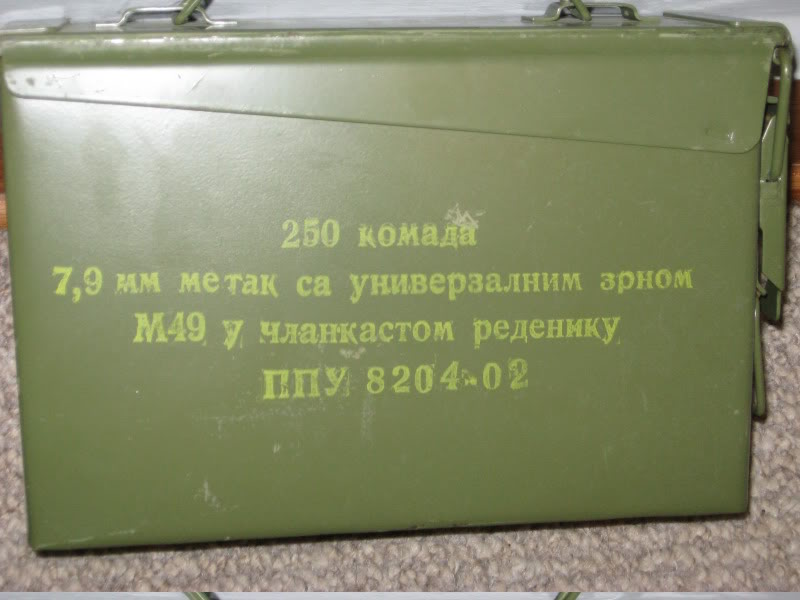 250 комада
7,9 мм метак са универзалним зрном
М49 у чланкастом реденику
ППУ 8204-02